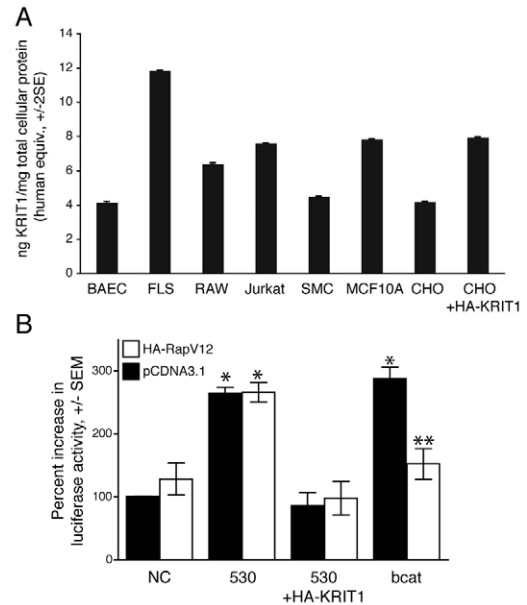 A
ng KRIT1/mg total cellular protein
(human equiv., +/-2SE)
14
12
10
8
6
4
2
0
BAEC FLS RAW Jurkat SMC MCF10A CHO CHO
+HA-KRIT1
B
HA-RapV12
pCDNA3.1
Percent increase in
luciferase activity, +/- SEM
300
200
100
0
* * * **
NC 530 530 bcat
+HA-KRIT1